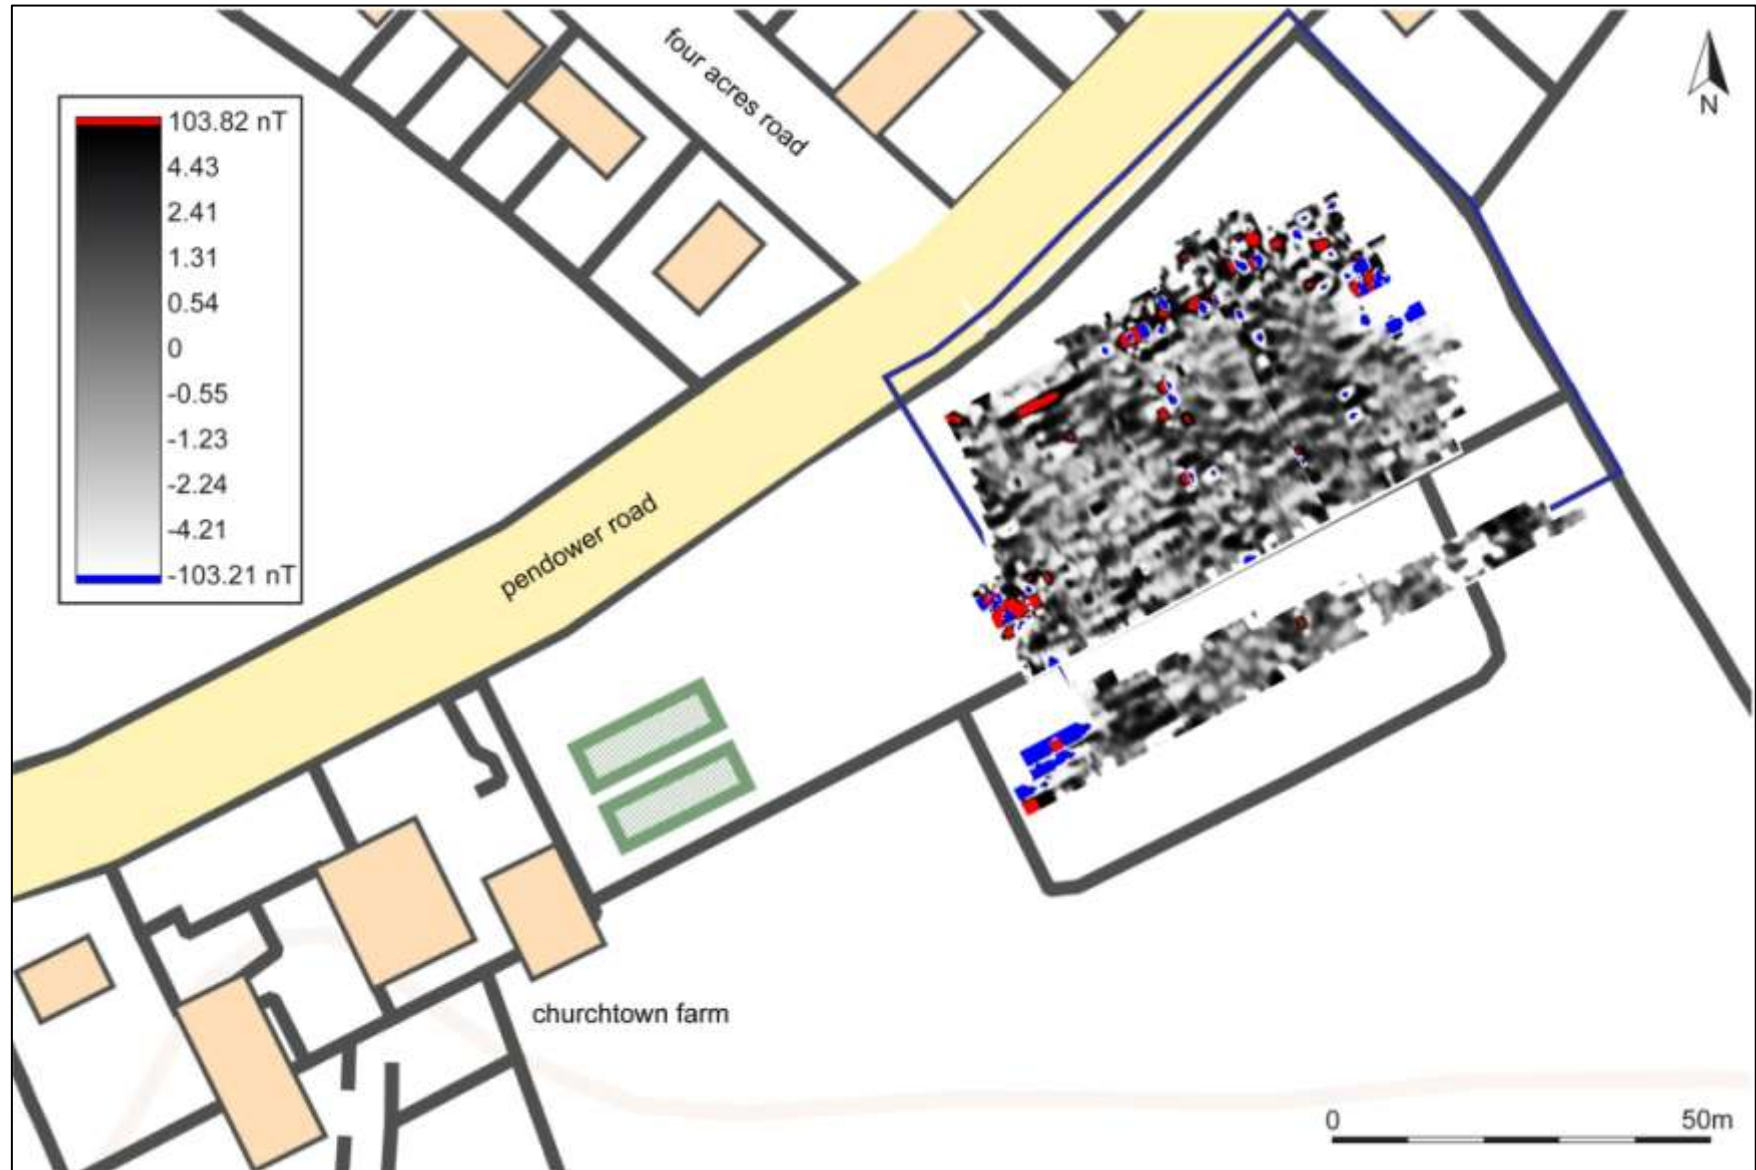 four acres road
N
103.82 nT
4.43
2.41
1.31
0.54
0
-0.55
-1.23
-2.24
-4.21
-103.21 nT
pendower road
churchtown farm
0 50m